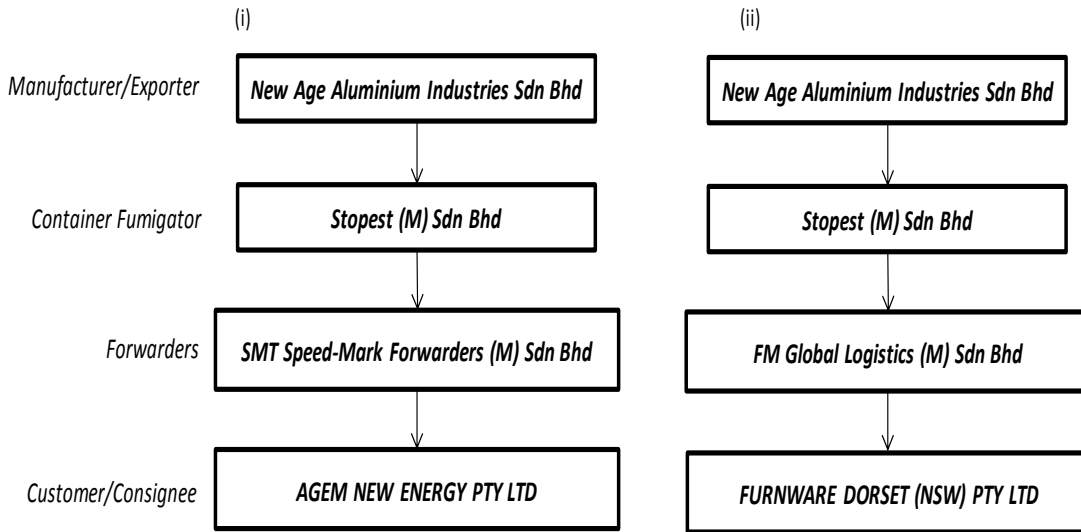 (i) (ii)
Manufacturer/Exporter New Age Aluminium Industries Sdn Bhd New Age Aluminium Industries Sdn Bhd
Container Fumigator Stopest (M) Sdn Bhd Stopest (M) Sdn Bhd
Forwarders SMT Speed-Mark Forwarders (M) Sdn Bhd FM Global Logistics (M) Sdn Bhd
Customer/Consignee AGEM NEW ENERGY PTY LTD FURNWARE DORSET (NSW) PTY LTD